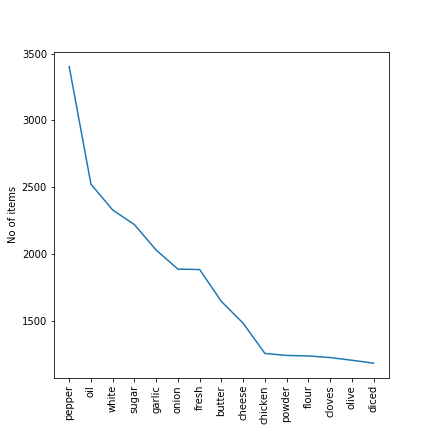 3500
3000
2500
2000
1500
No of items
pepper
oil
white
sugar
garlic
onion
fresh
butter
cheese
chicken
powder
flour
cloves
olive
diced